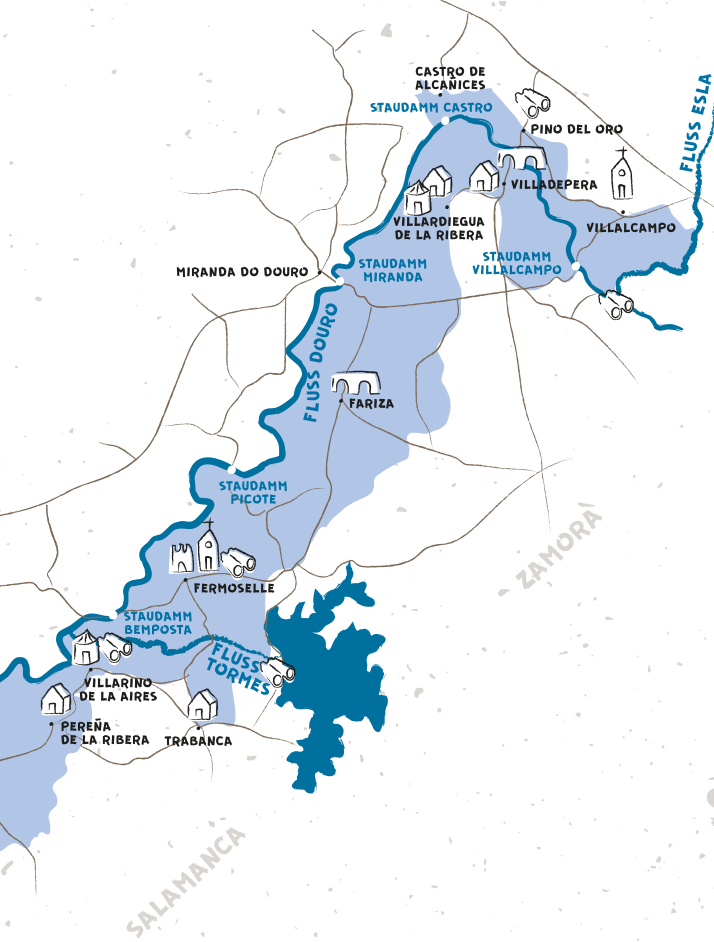 CASTRO DE
ALCAÑICES
STAUDAMM CASTRO
FLUSS ESLA
PINO DEL ORO
VILLADEPERA
VILLARDIEGUA
DE LA RIBERA
VILLALCAMPO
STAUDAMM
VILLALCAMPO
MIRANDA DO DOURO
STAUDAMM
MIRANDA
FLUSS DOURO
FARIZA
STAUDAMM
PICOTE
ZAMORA
FERMOSELLE
STAUDAMM
BEMPOSTA
FLUSS
TORMES
VILLARINO
DE LA AIRES
PEREÑA
DE LA RIBERA
TRABANCA
SALAMANCA